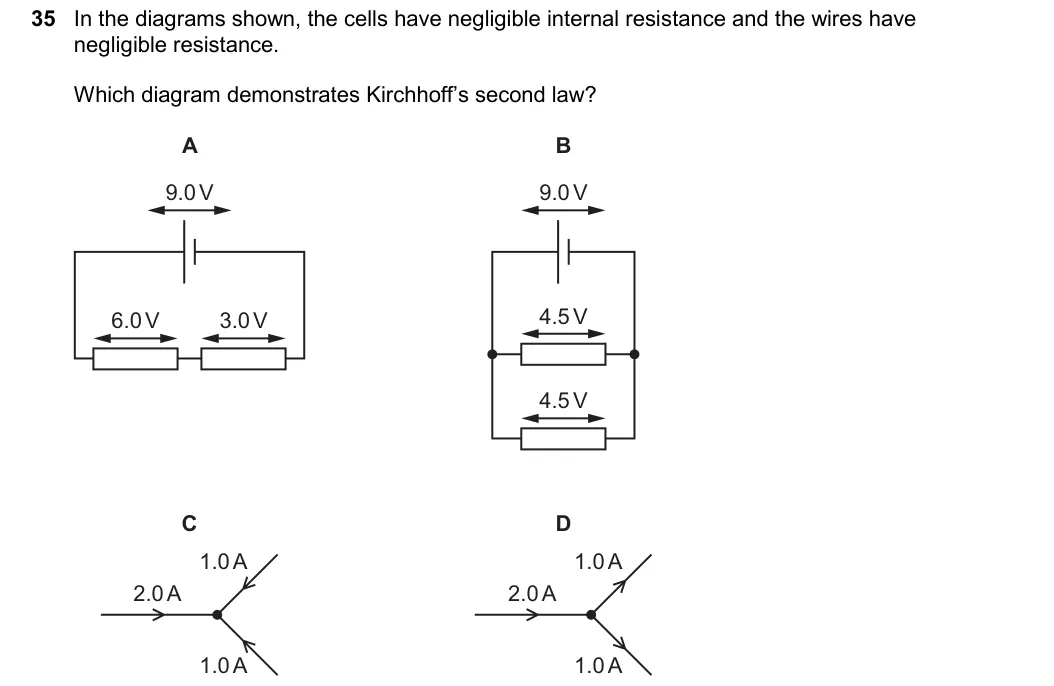 35 In the diagrams shown, the cells have negligible internal resistance and the wires have
negligible resistance.
Which diagram demonstrates Kirchhoff’s second law?
A
9.0 V
6.0 V 3.0 V
B
9.0 V
4.5 V
4.5 V
C
1.0 A
2.0 A
1.0 A
D
1.0 A
2.0 A
1.0 A